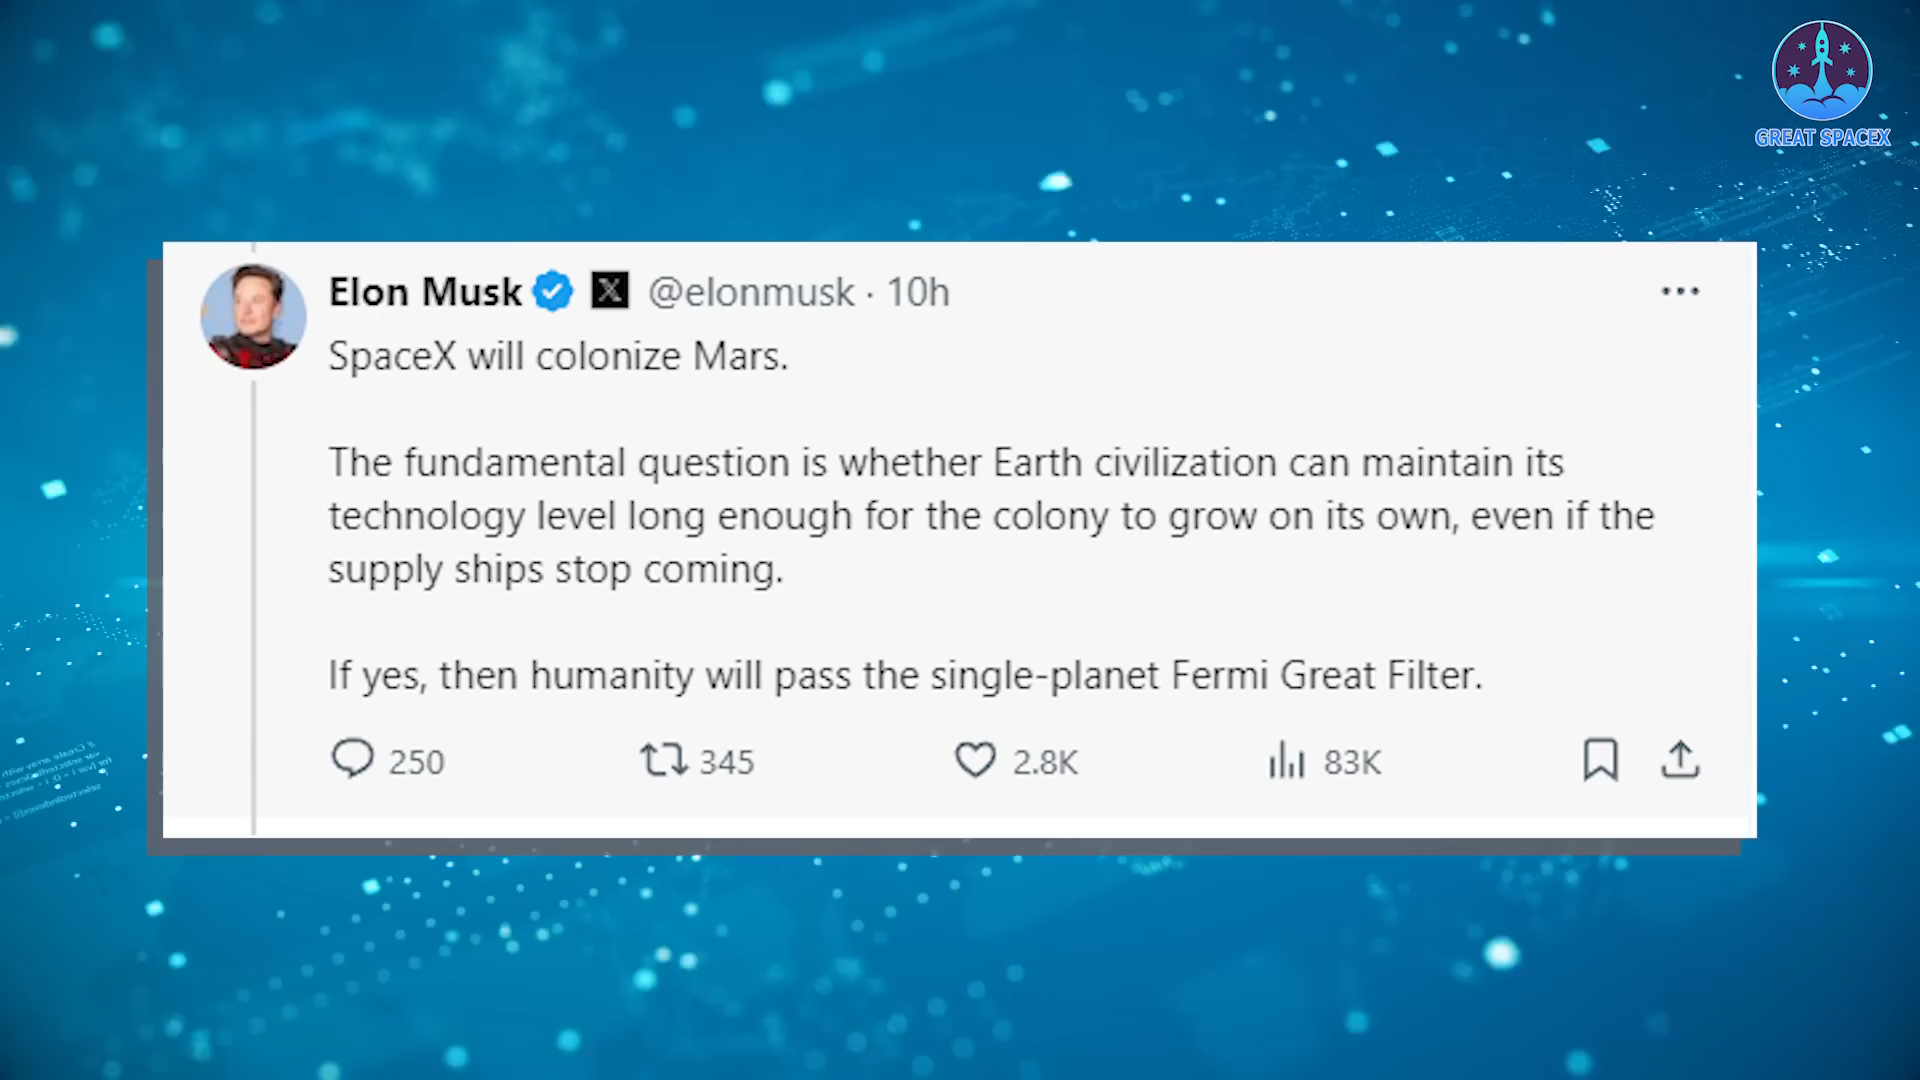 GREAT SPACEX
Elon Musk @elonmusk · 10h
SpaceX will colonize Mars.
The fundamental question is whether Earth civilization can maintain its
technology level long enough for the colony to grow on its own, even if the
supply ships stop coming.
If yes, then humanity will pass the single-planet Fermi Great Filter.
250 345 2.8K 83K